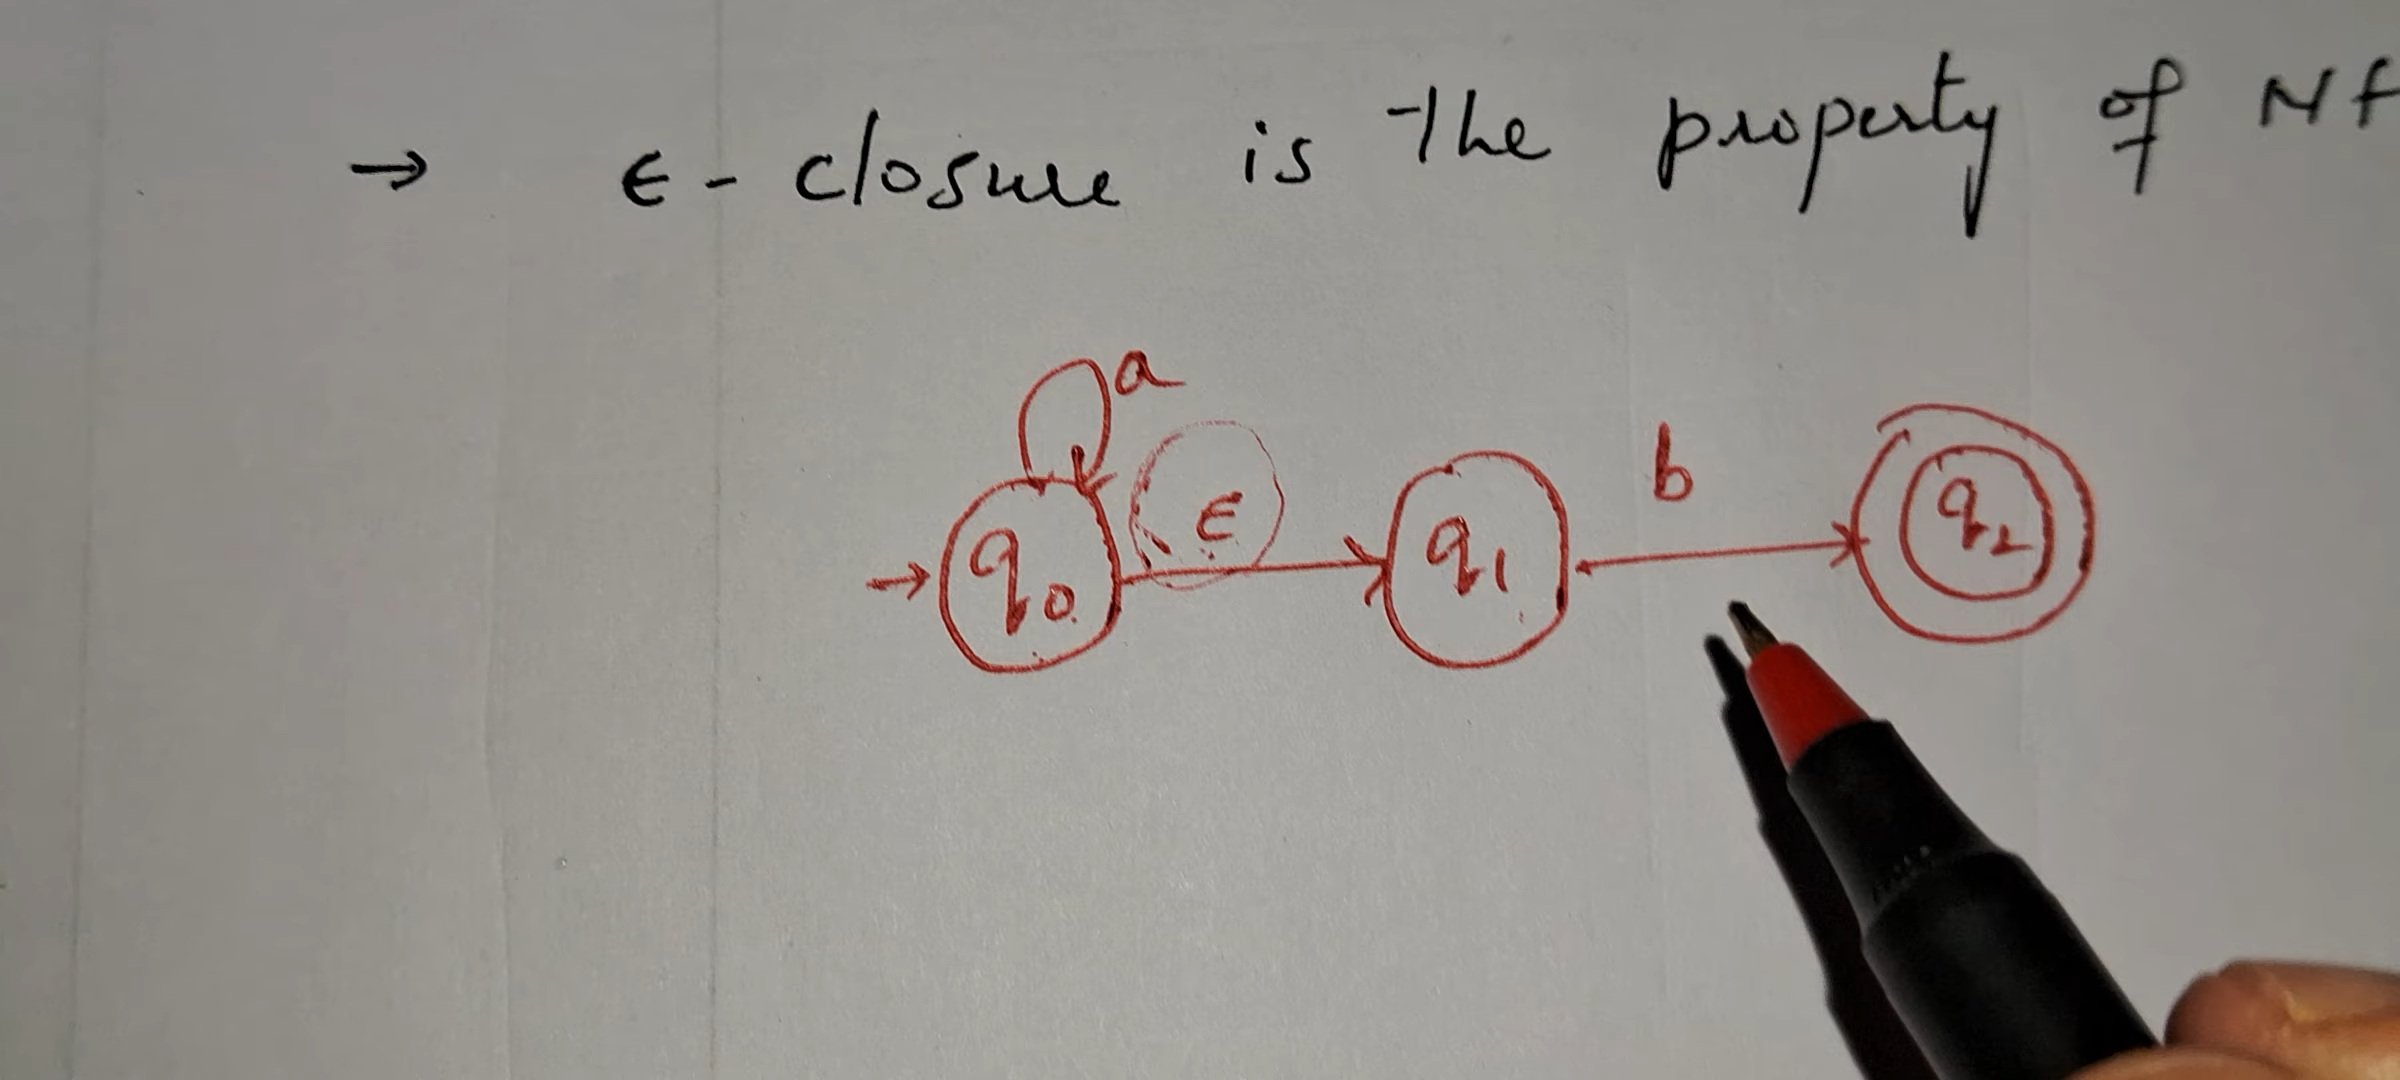 → ε - closure is the property of NF
a
ε
b
q0 q1 q2